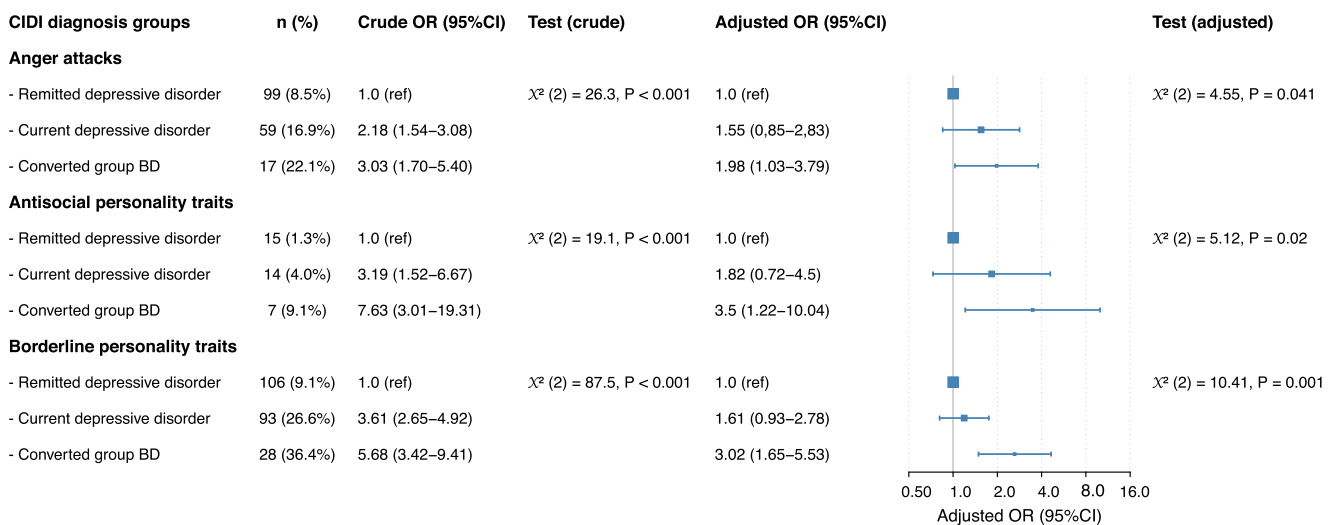 CIDI diagnosis groups n (%) Crude OR (95%CI) Test (crude) Adjusted OR (95%CI) Test (adjusted)
Anger attacks
- Remitted depressive disorder 99 (8.5%) 1.0 (ref) X² (2) = 26.3, P < 0.001 1.0 (ref) X² (2) = 4.55, P = 0.041
- Current depressive disorder 59 (16.9%) 2.18 (1.54–3.08) 1.55 (0,85–2,83)
- Converted group BD 17 (22.1%) 3.03 (1.70–5.40) 1.98 (1.03–3.79)
Antisocial personality traits
- Remitted depressive disorder 15 (1.3%) 1.0 (ref) X² (2) = 19.1, P < 0.001 1.0 (ref) X² (2) = 5.12, P = 0.02
- Current depressive disorder 14 (4.0%) 3.19 (1.52–6.67) 1.82 (0.72–4.5)
- Converted group BD 7 (9.1%) 7.63 (3.01–19.31) 3.5 (1.22–10.04)
Borderline personality traits
- Remitted depressive disorder 106 (9.1%) 1.0 (ref) X² (2) = 87.5, P < 0.001 1.0 (ref) X² (2) = 10.41, P = 0.001
- Current depressive disorder 93 (26.6%) 3.61 (2.65–4.92) 1.61 (0.93–2.78)
- Converted group BD 28 (36.4%) 5.68 (3.42–9.41) 3.02 (1.65–5.53)
0.50 1.0 2.0 4.0 8.0 16.0
Adjusted OR (95%CI)